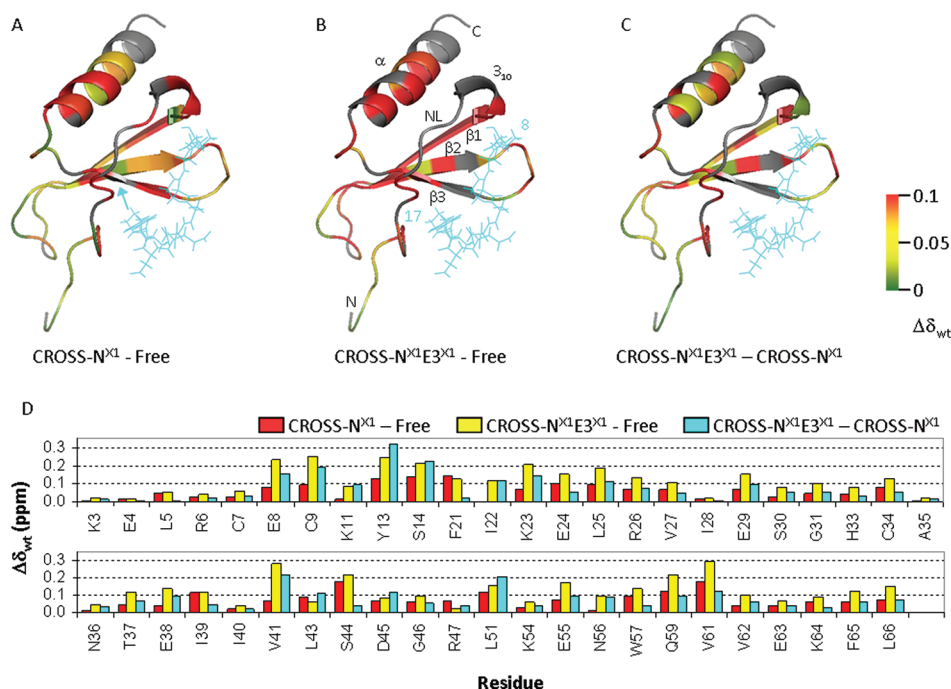 A
B
C
C
α
3₁₀
NL
8
β1
β2
β3
17
N
0.1
0.05
0
Δδwt
CROSS-Nˣ¹ - Free
CROSS-Nˣ¹E3ˣ¹ - Free
CROSS-Nˣ¹E3ˣ¹ – CROSS-Nˣ¹
D
CROSS-Nˣ¹ – Free
CROSS-Nˣ¹E3ˣ¹ - Free
CROSS-Nˣ¹E3ˣ¹ – CROSS-Nˣ¹
Δδwt (ppm)
0.3
0.2
0.1
0.0
K3 E4 L5 R6 C7 E8 C9 K11 Y13 S14 F21 I22 K23 E24 L25 R26 V27 I28 E29 S30 G31 H33 C34 A35
0.3
0.2
0.1
0.0
N36 T37 E38 I39 I40 V41 L43 S44 D45 G46 R47 L51 K54 E55 N56 W57 Q59 V61 V62 E63 K64 F65 L66
Residue